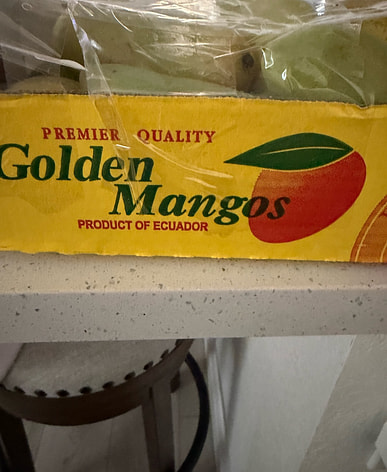 PREMIER QUALITY
Golden
Mangos
PRODUCT OF ECUADOR